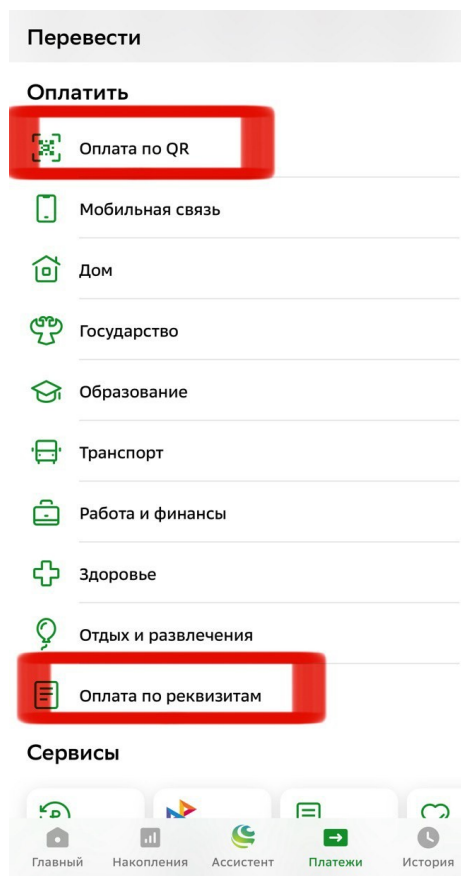 Перевести
Оплатить
Оплата по QR
Мобильная связь
Дом
Государство
Образование
Транспорт
Работа и финансы
Здоровье
Отдых и развлечения
Оплата по реквизитам
Сервисы
Главный
Накопления
Ассистент
Платежи
История